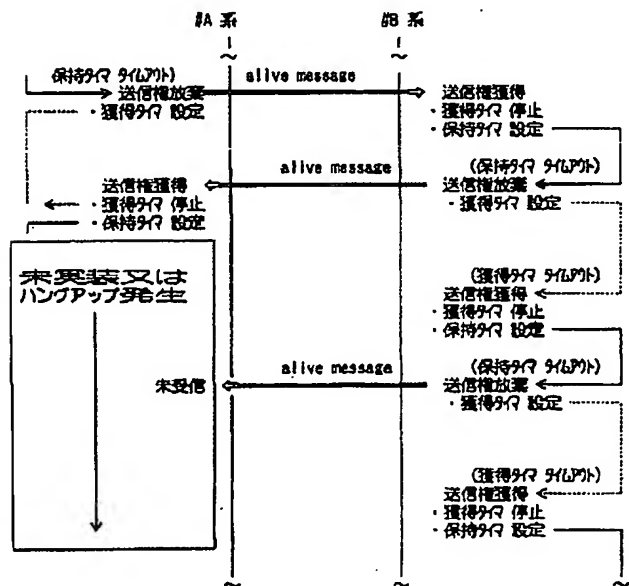 #A 系
#B 系
保持タイマ タイムアウト)
送信権放棄
・獲得タイマ 設定
alive message
送信権獲得
・獲得タイマ 停止
・保持タイマ 設定
(保持タイマ タイムアウト)
送信権放棄
・獲得タイマ 設定
alive message
送信権獲得
・獲得タイマ 停止
・保持タイマ 設定
未実装又は
ハングアップ発生
(獲得タイマ タイムアウト)
送信権獲得
・獲得タイマ 停止
・保持タイマ 設定
(保持タイマ タイムアウト)
送信権放棄
・獲得タイマ 設定
alive message
未受信
(獲得タイマ タイムアウト)
送信権獲得
・獲得タイマ 停止
・保持タイマ 設定